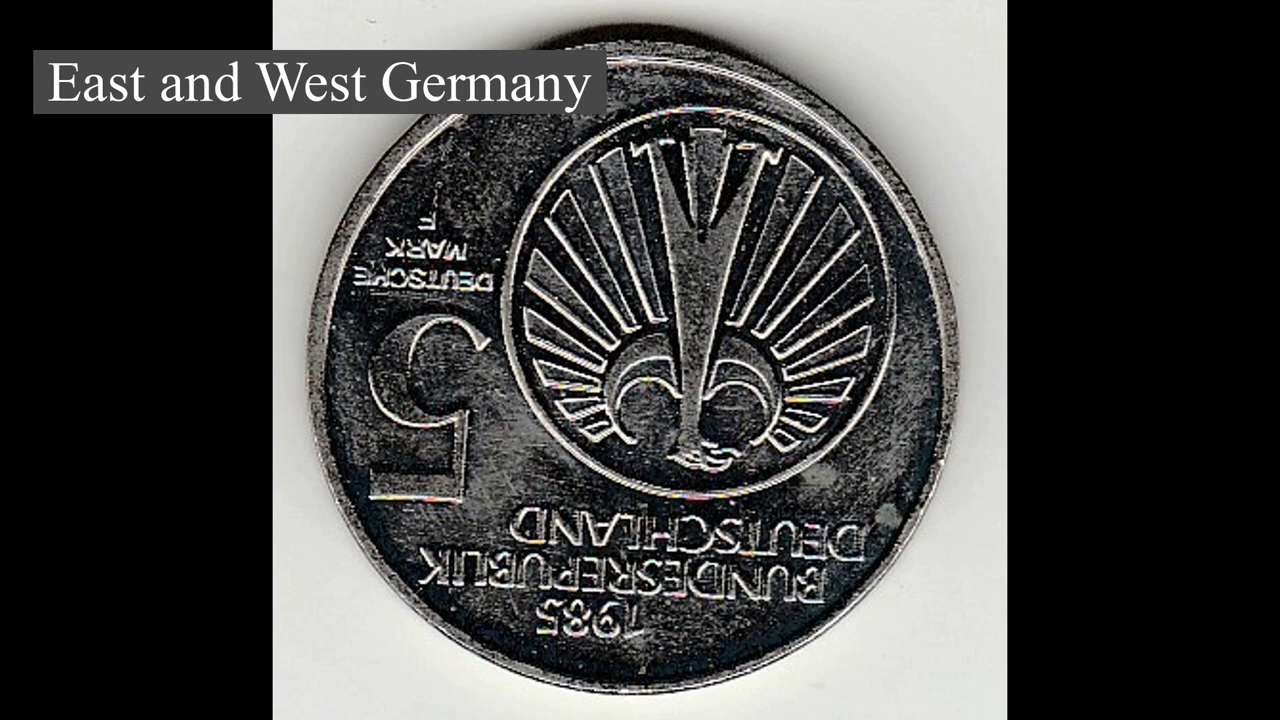 East and West Germany
1985
BUNDESREPUBLIK
DEUTSCHLAND
5
DEUTSCHE
MARK
F